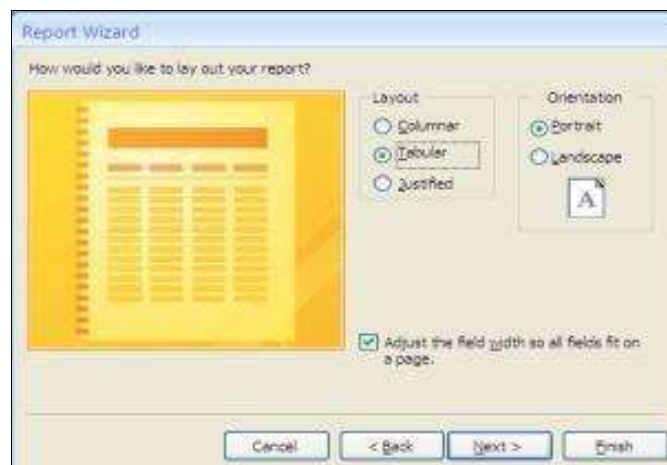 Report Wizard
How would you like to lay out your report?
Layout
Columnar
Tabular
Justified
Orientation
Portrait
Landscape
A
Adjust the field width so all fields fit on
a page.
Cancel
< Back
Next >
Finish